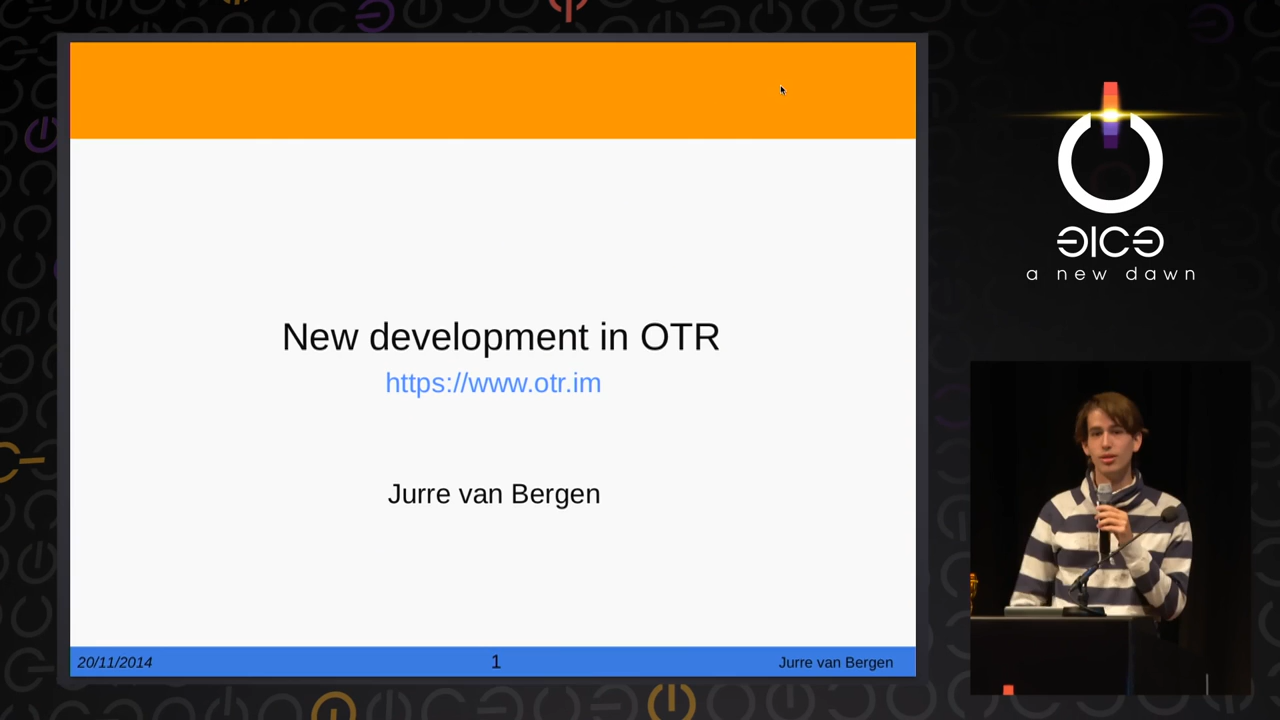 New development in OTR
https://www.otr.im
Jurre van Bergen
20/11/2014
1
Jurre van Bergen
a new dawn